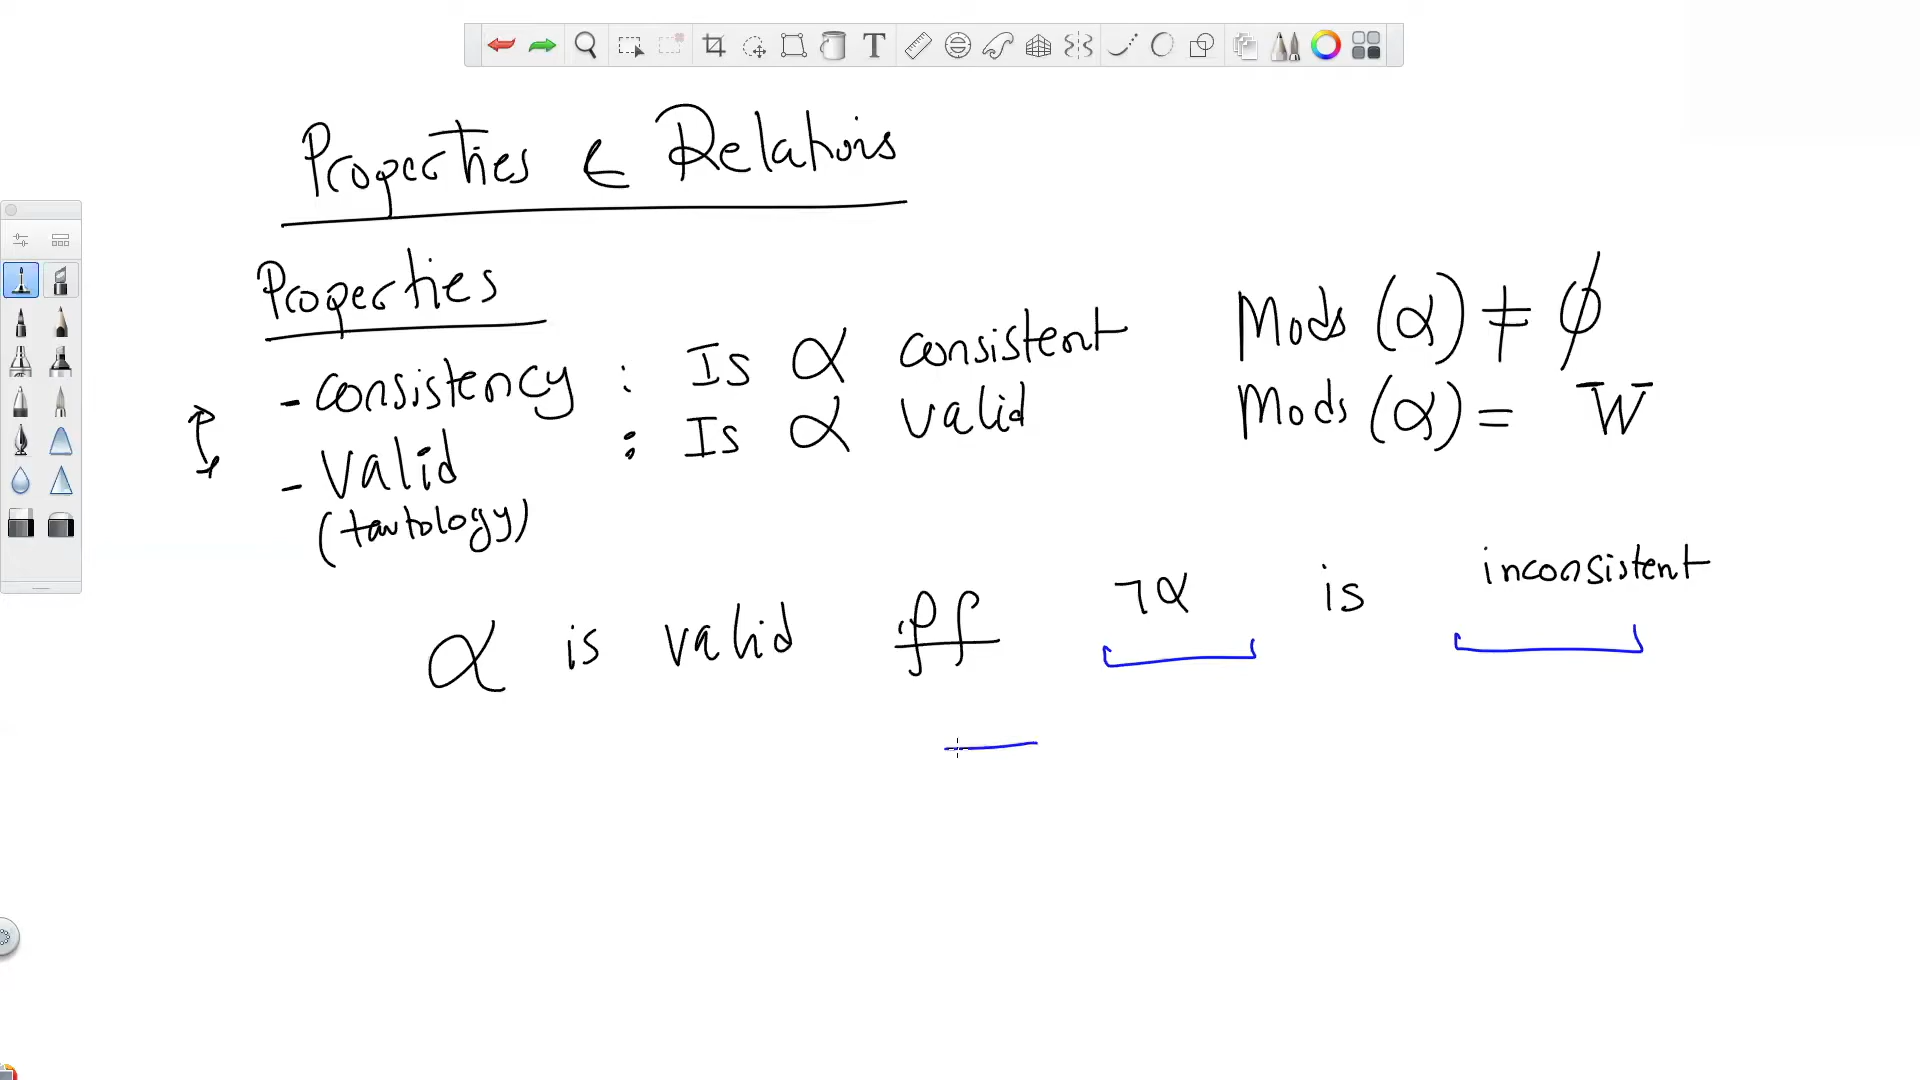 Properties & Relations
Properties
- consistency : Is α consistent Mods (α) ≠ ∅
- Valid : Is α valid Mods (α) = W
(tautology)
α is valid iff ¬α is inconsistent